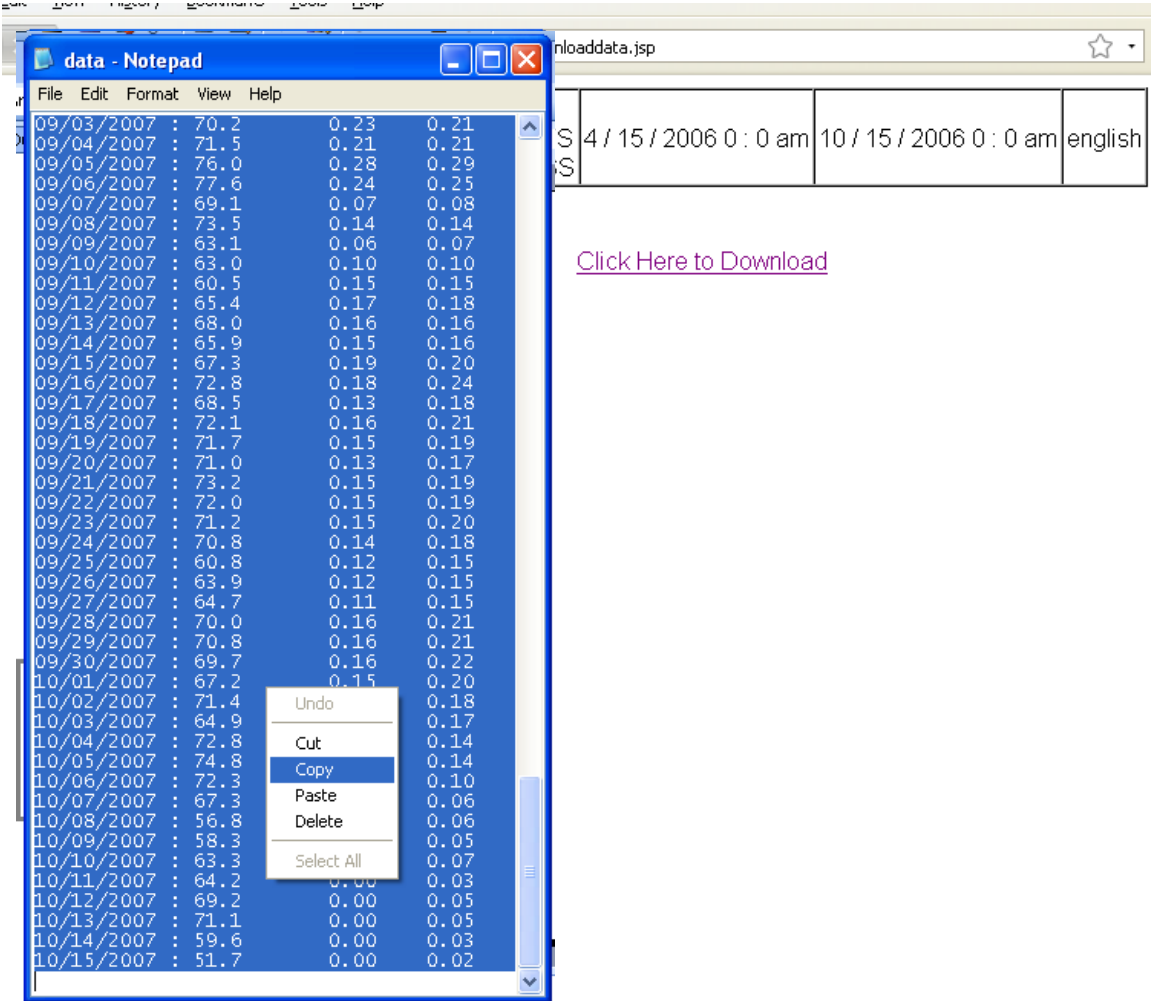 data - Notepad
File Edit Format View Help
09/03/2007 : 70.2 0.23 0.21
09/04/2007 : 71.5 0.21 0.21
09/05/2007 : 76.0 0.28 0.29
09/06/2007 : 77.6 0.24 0.25
09/07/2007 : 69.1 0.07 0.08
09/08/2007 : 73.5 0.14 0.14
09/09/2007 : 63.1 0.06 0.07
09/10/2007 : 63.0 0.10 0.10
09/11/2007 : 60.5 0.15 0.15
09/12/2007 : 65.4 0.17 0.18
09/13/2007 : 68.0 0.16 0.16
09/14/2007 : 65.9 0.15 0.16
09/15/2007 : 67.3 0.19 0.20
09/16/2007 : 72.8 0.18 0.24
09/17/2007 : 68.5 0.13 0.18
09/18/2007 : 72.1 0.16 0.21
09/19/2007 : 71.7 0.15 0.19
09/20/2007 : 71.0 0.13 0.17
09/21/2007 : 73.2 0.15 0.19
09/22/2007 : 72.0 0.15 0.19
09/23/2007 : 71.2 0.15 0.20
09/24/2007 : 70.8 0.14 0.18
09/25/2007 : 60.8 0.12 0.15
09/26/2007 : 63.9 0.12 0.15
09/27/2007 : 64.7 0.11 0.15
09/28/2007 : 70.0 0.16 0.21
09/29/2007 : 70.8 0.16 0.21
09/30/2007 : 69.7 0.16 0.22
10/01/2007 : 67.2 0.15 0.20
10/02/2007 : 71.4 0.18
10/03/2007 : 64.9 0.17
10/04/2007 : 72.8 0.14
10/05/2007 : 74.8 0.14
10/06/2007 : 72.3 0.10
10/07/2007 : 67.3 0.06
10/08/2007 : 56.8 0.06
10/09/2007 : 58.3 0.05
10/10/2007 : 63.3 0.07
10/11/2007 : 64.2 0.00 0.03
10/12/2007 : 69.2 0.00 0.05
10/13/2007 : 71.1 0.00 0.05
10/14/2007 : 59.6 0.00 0.03
10/15/2007 : 51.7 0.00 0.02
Undo
Cut
Copy
Paste
Delete
Select All
nloaddata.jsp
4 / 15 / 2006 0 : 0 am 10 / 15 / 2006 0 : 0 am english
Click Here to Download